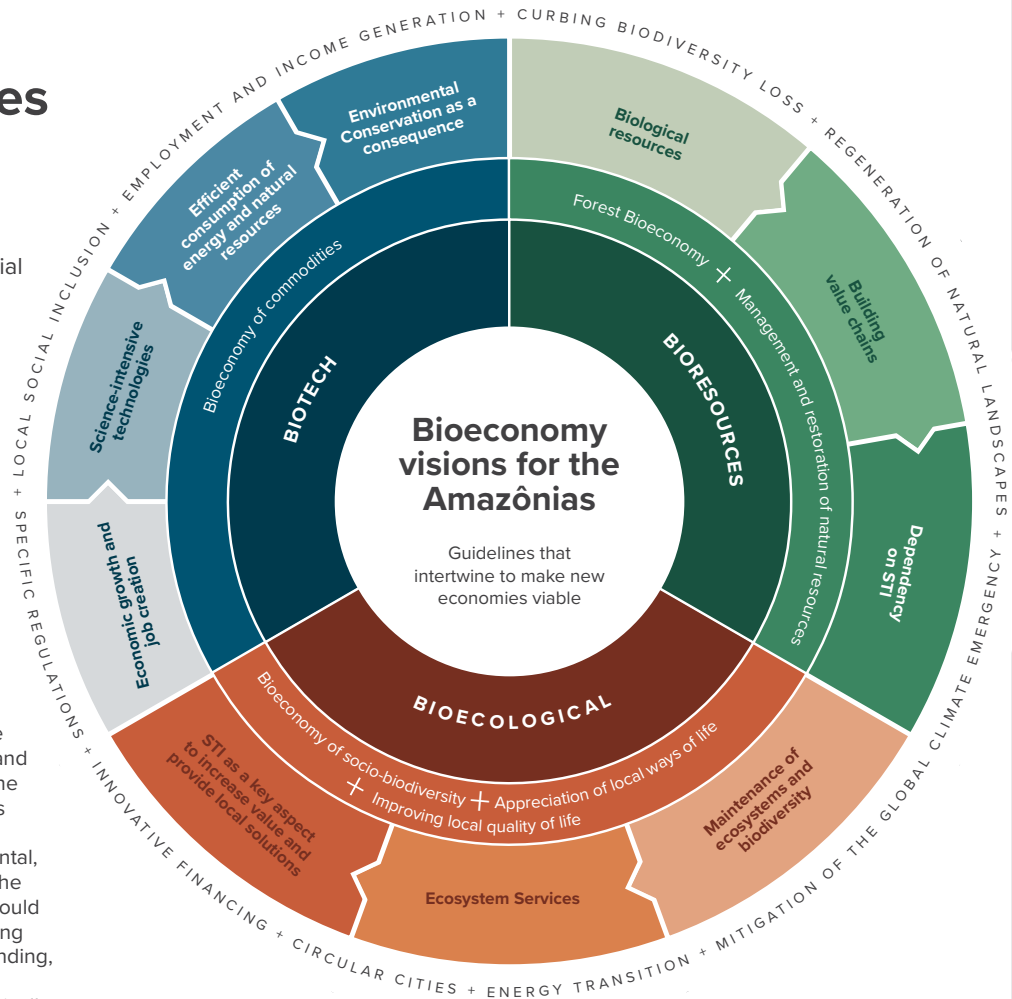 es
ial
e
and
ne
s
ntal,
he
ould
ng
nding,
EMPLOYMENT AND INCOME GENERATION + CURBING BIODIVERSITY LOSS + REGENERATION OF NATURAL LANDSCAPES + MITIGATION OF THE GLOBAL CLIMATE EMERGENCY + ENERGY TRANSITION + CIRCULAR CITIES + INNOVATIVE FINANCING + SPECIFIC REGULATIONS + LOCAL SOCIAL INCLUSION +
Environmental
Conservation as a
consequence
Biological
resources
Efficient
consumption of
energy and natural
resources
Building
value chains
Science-intensive
technologies
Dependency
on STI
Economic growth and
job creation
Maintenance of
ecosystems and
biodiversity
STI as a key aspect
to increase value and
provide local solutions
Ecosystem Services
Bioeconomy of commodities
Forest Bioeconomy + Management and restoration of natural resources
Bioeconomy of socio-biodiversity + Appreciation of local ways of life
+ Improving local quality of life
BIOTECH
BIORESOURCES
BIOECOLOGICAL
Bioeconomy
visions for the
Amazônias
Guidelines that
intertwine to make new
economies viable